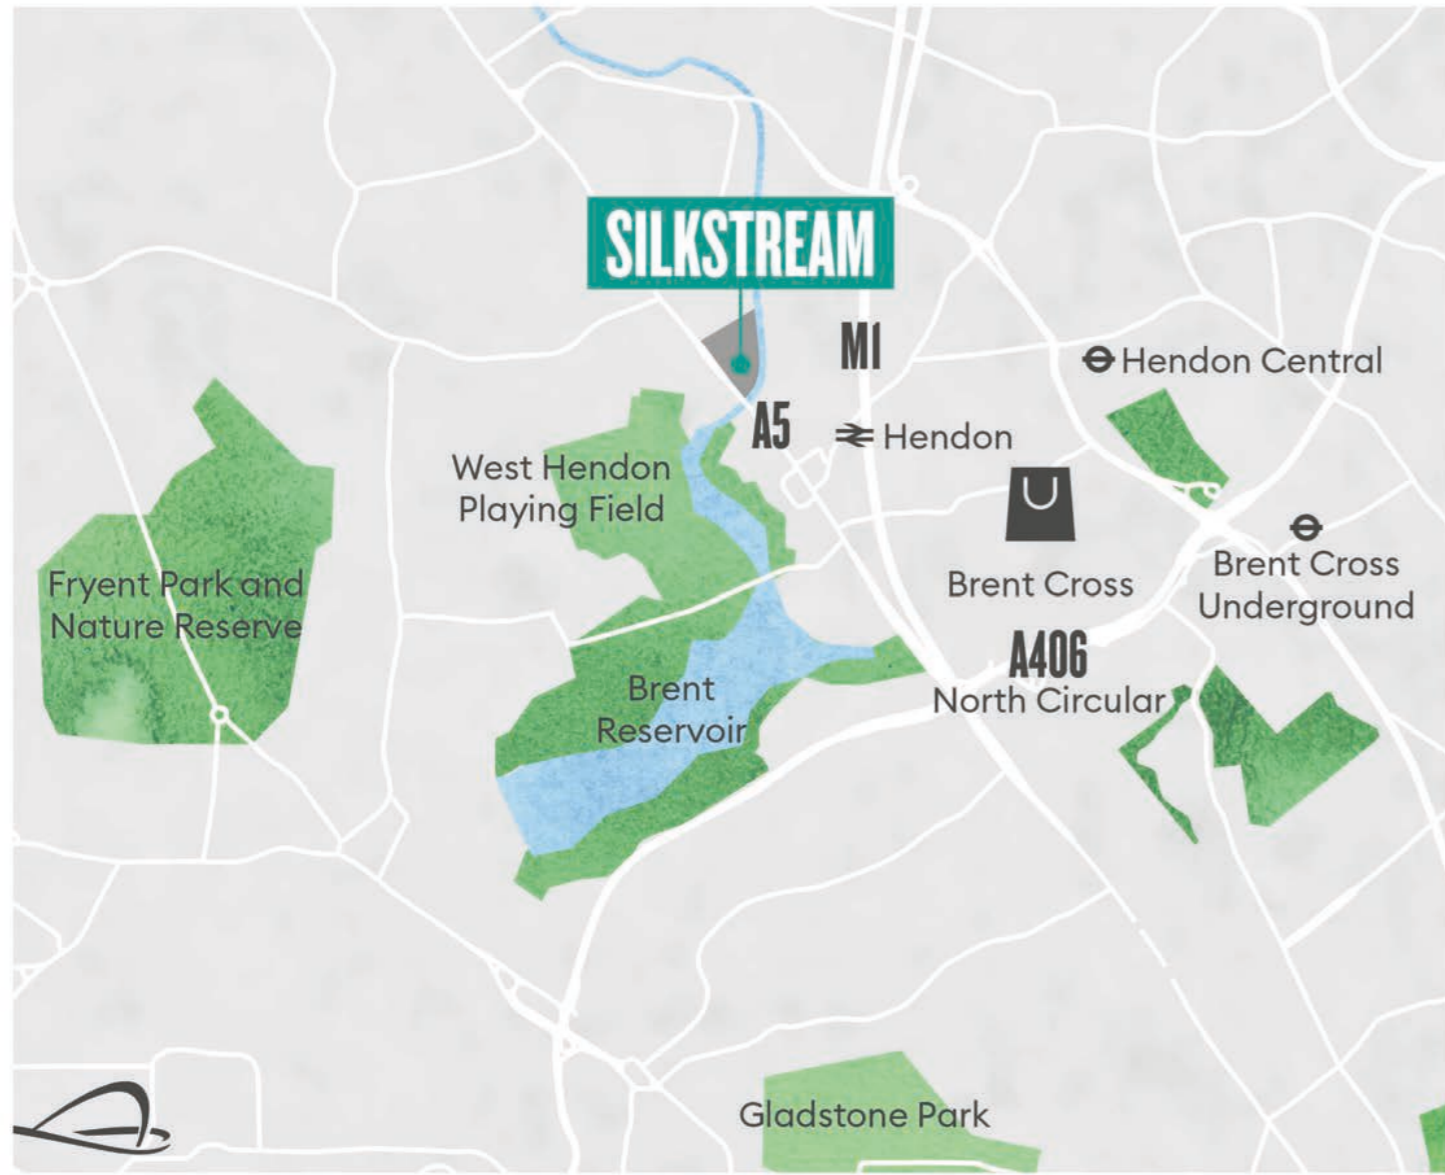 SILKSTREAM
M1
Hendon Central
A5
Hendon
West Hendon
Playing Field
Brent Cross
Brent Cross
Underground
Fryent Park and
Nature Reserve
A406
North Circular
Brent
Reservoir
Gladstone Park